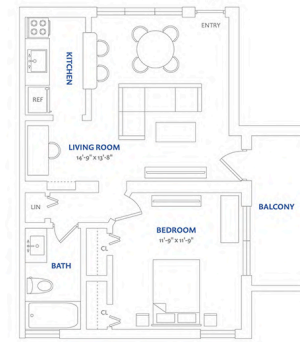 ENTRY
KITCHEN
REF
LIVING ROOM
14'-9" x 13'-8"
LIN
BALCONY
BEDROOM
11'-9" x 11'-9"
CL
BATH
CL